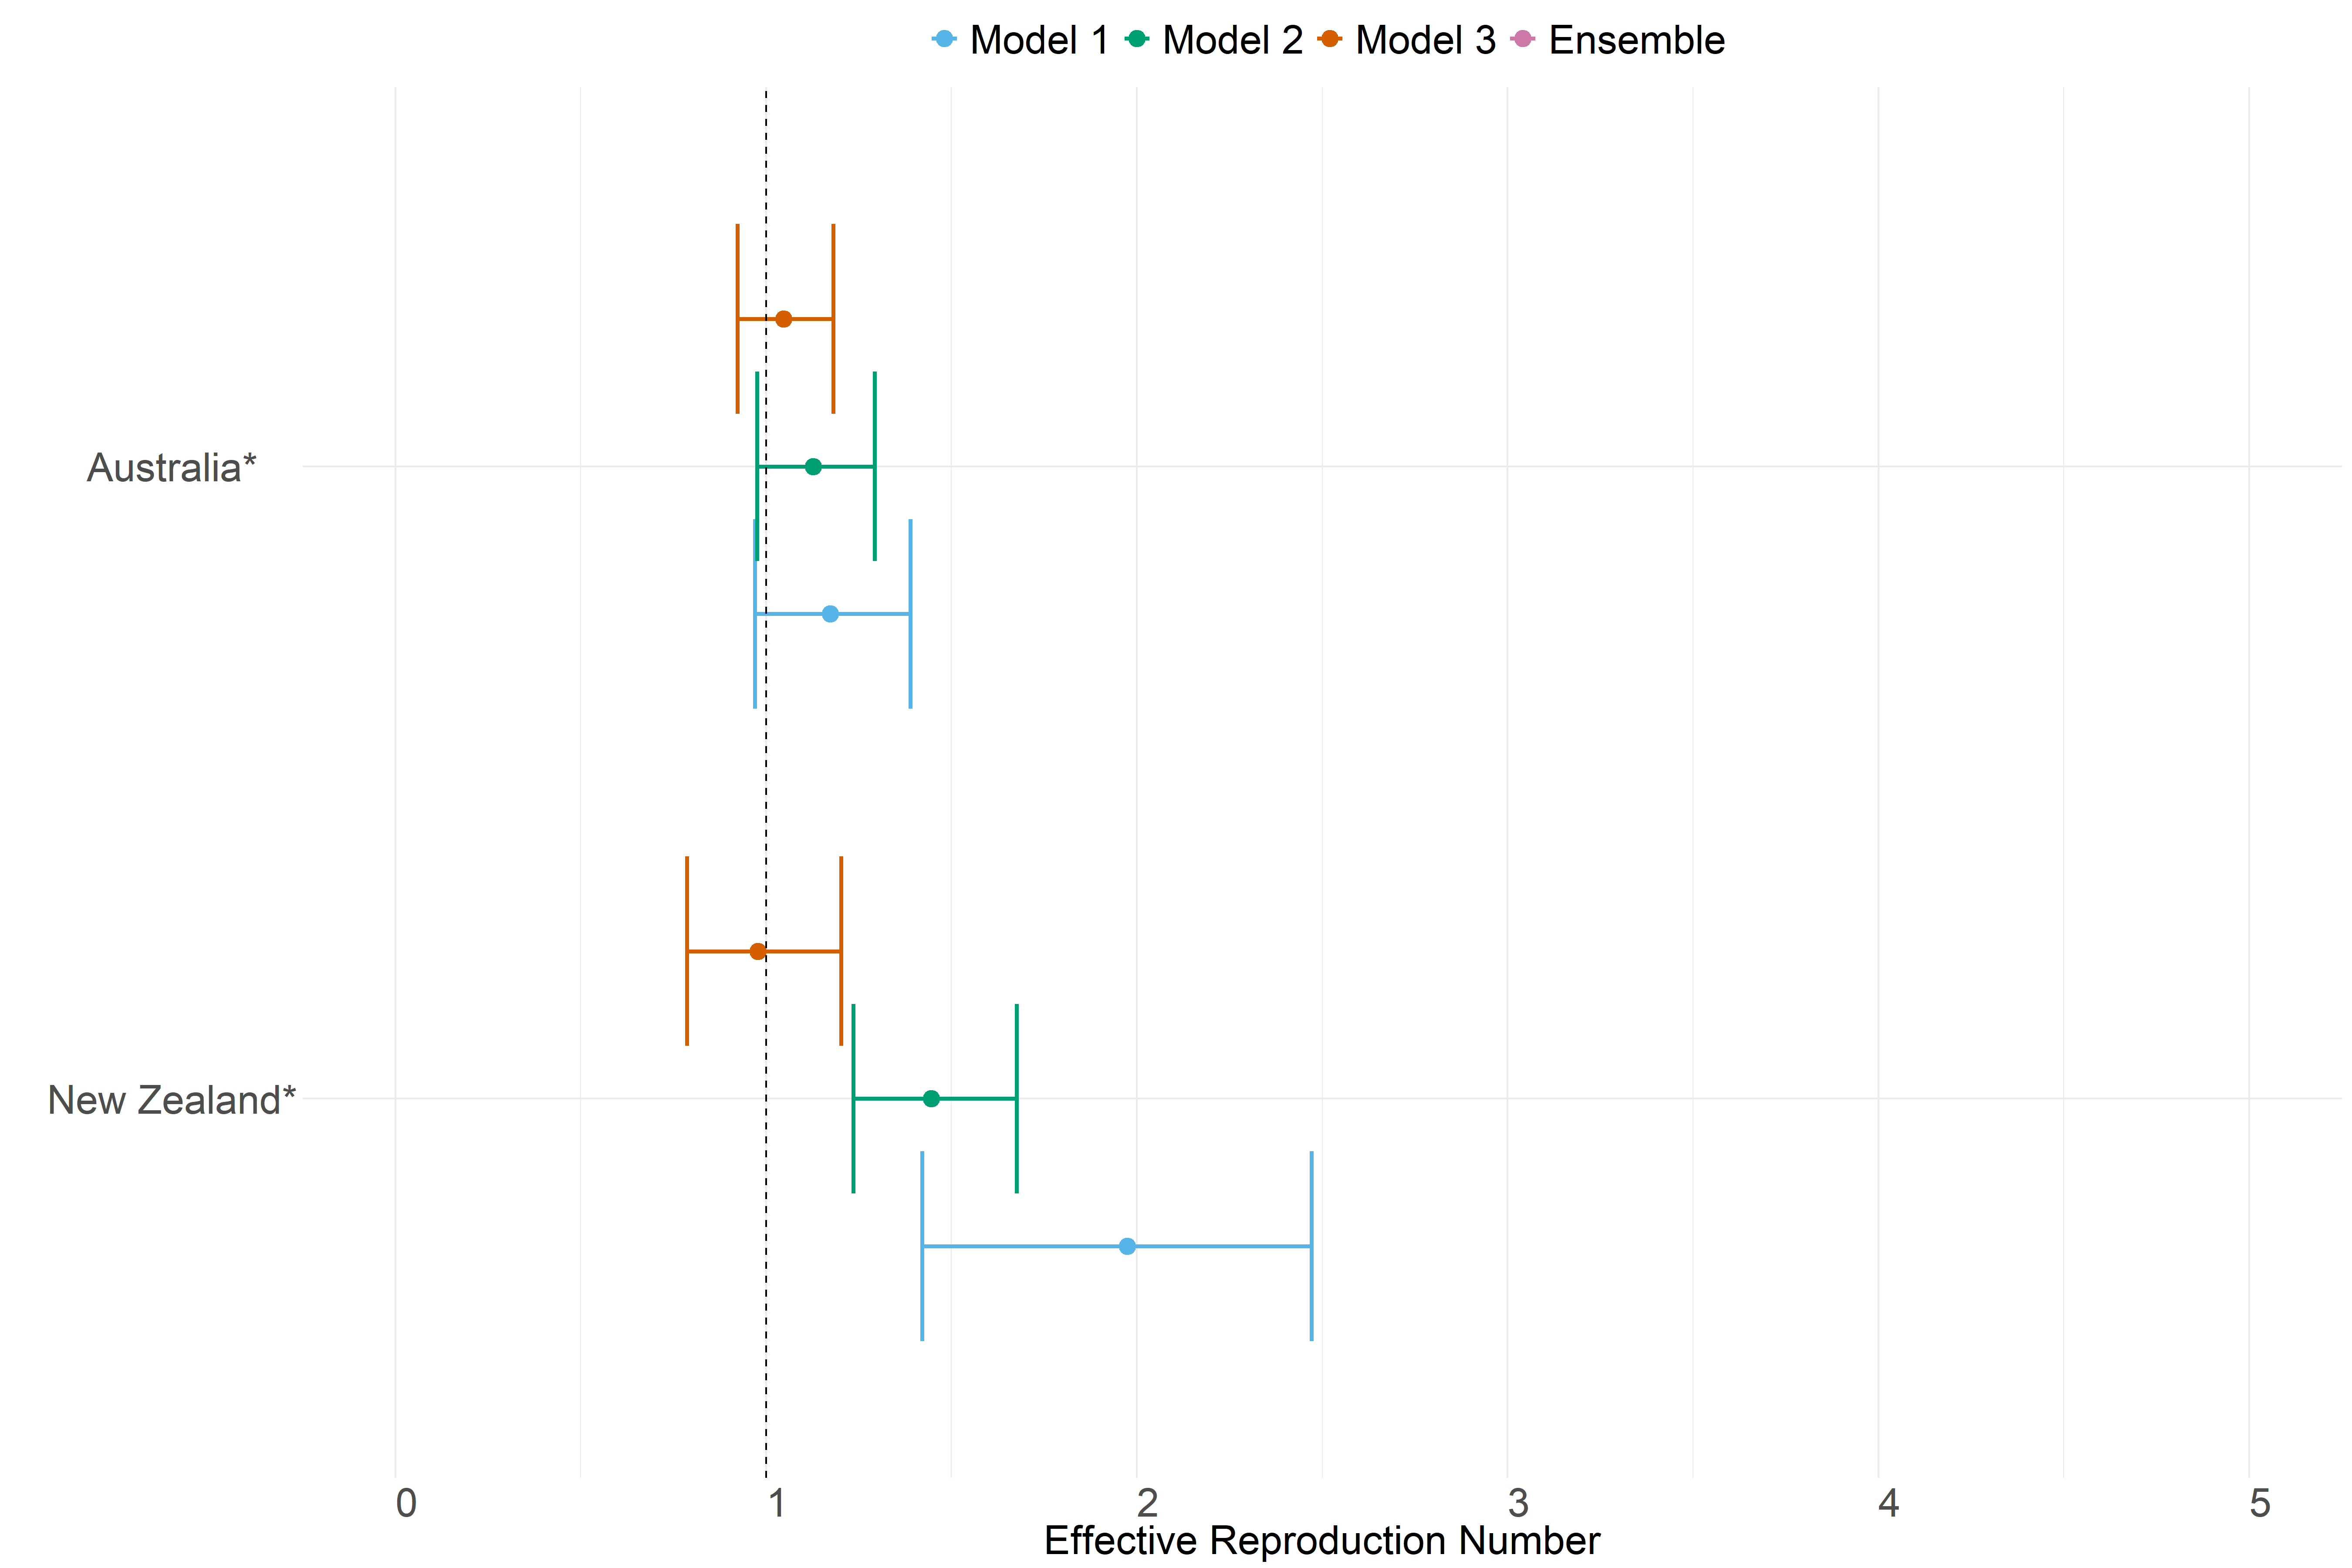 Model 1 Model 2 Model 3 Ensemble
Australia*
New Zealand*
0 1 2 3 4 5
Effective Reproduction Number